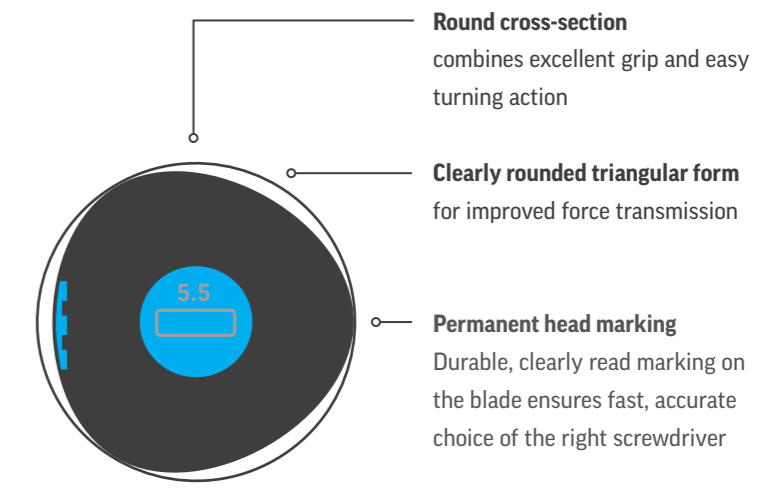 Round cross-section
combines excellent grip and easy
turning action
Clearly rounded triangular form
for improved force transmission
5.5
Permanent head marking
Durable, clearly read marking on
the blade ensures fast, accurate
choice of the right screwdriver